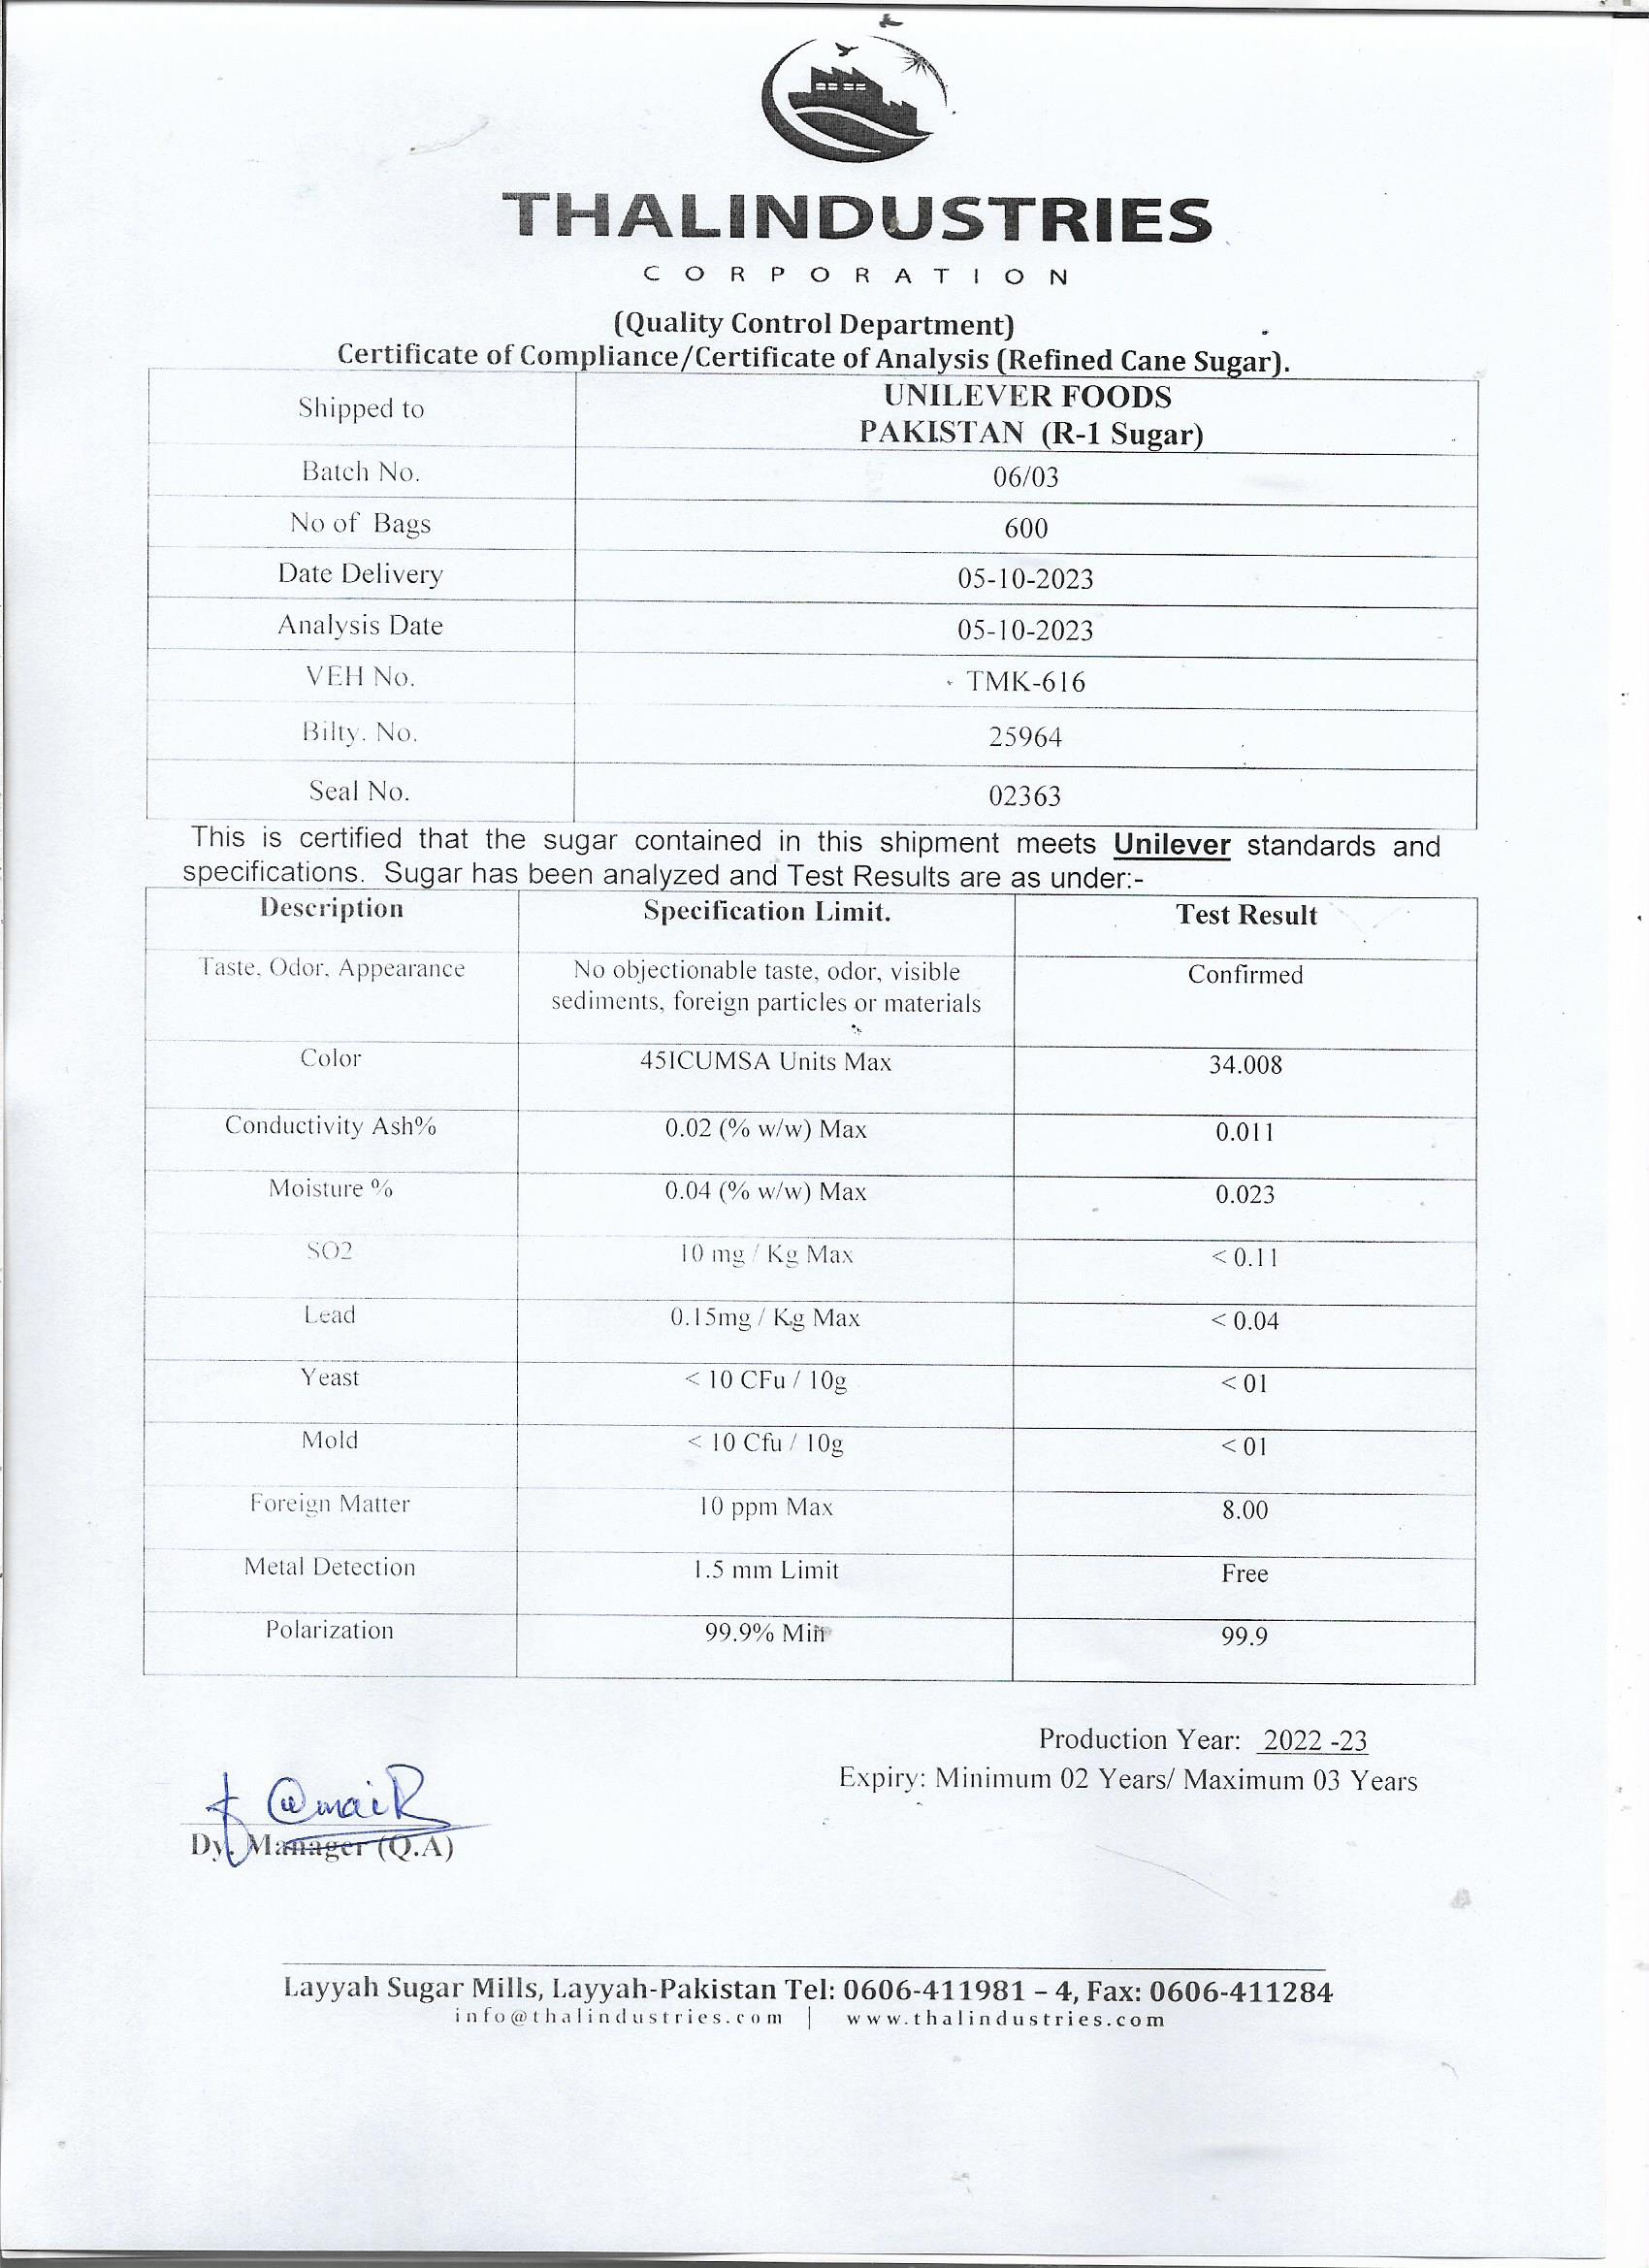 THALINDUSTRIES
CORPORATION
(Quality Control Department)
Certificate of Compliance/Certificate of Analysis (Refined Cane Sugar).
Shipped to UNILEVER FOODS
PAKISTAN (R-1 Sugar)
Batch No. 06/03
No of Bags 600
Date Delivery 05-10-2023
Analysis Date 05-10-2023
VEH No. TMK-616
Bilty. No. 25964
Seal No. 02363
This is certified that the sugar contained in this shipment meets Unilever standards and
specifications. Sugar has been analyzed and Test Results are as under:-
Description Specification Limit. Test Result
Taste, Odor, Appearance No objectionable taste, odor, visible Confirmed
sediments, foreign particles or materials
Color 45ICUMSA Units Max 34.008
Conductivity Ash% 0.02 (% w/w) Max 0.011
Moisture % 0.04 (% w/w) Max 0.023
SO2 10 mg / Kg Max < 0.11
Lead 0.15mg / Kg Max < 0.04
Yeast < 10 CFu / 10g < 01
Mold < 10 Cfu / 10g < 01
Foreign Matter 10 ppm Max 8.00
Metal Detection 1.5 mm Limit Free
Polarization 99.9% Min 99.9
Production Year: 2022 -23
Expiry: Minimum 02 Years/ Maximum 03 Years
Dy. Manager (Q.A)
Layyah Sugar Mills, Layyah-Pakistan Tel: 0606-411981 – 4, Fax: 0606-411284
info@thalindustries.com | www.thalindustries.com